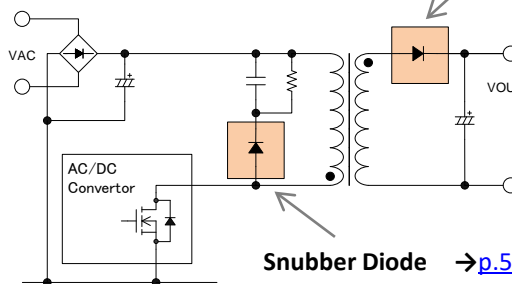 VAC
VOU
AC/DC
Convertor
Snubber Diode →p.5